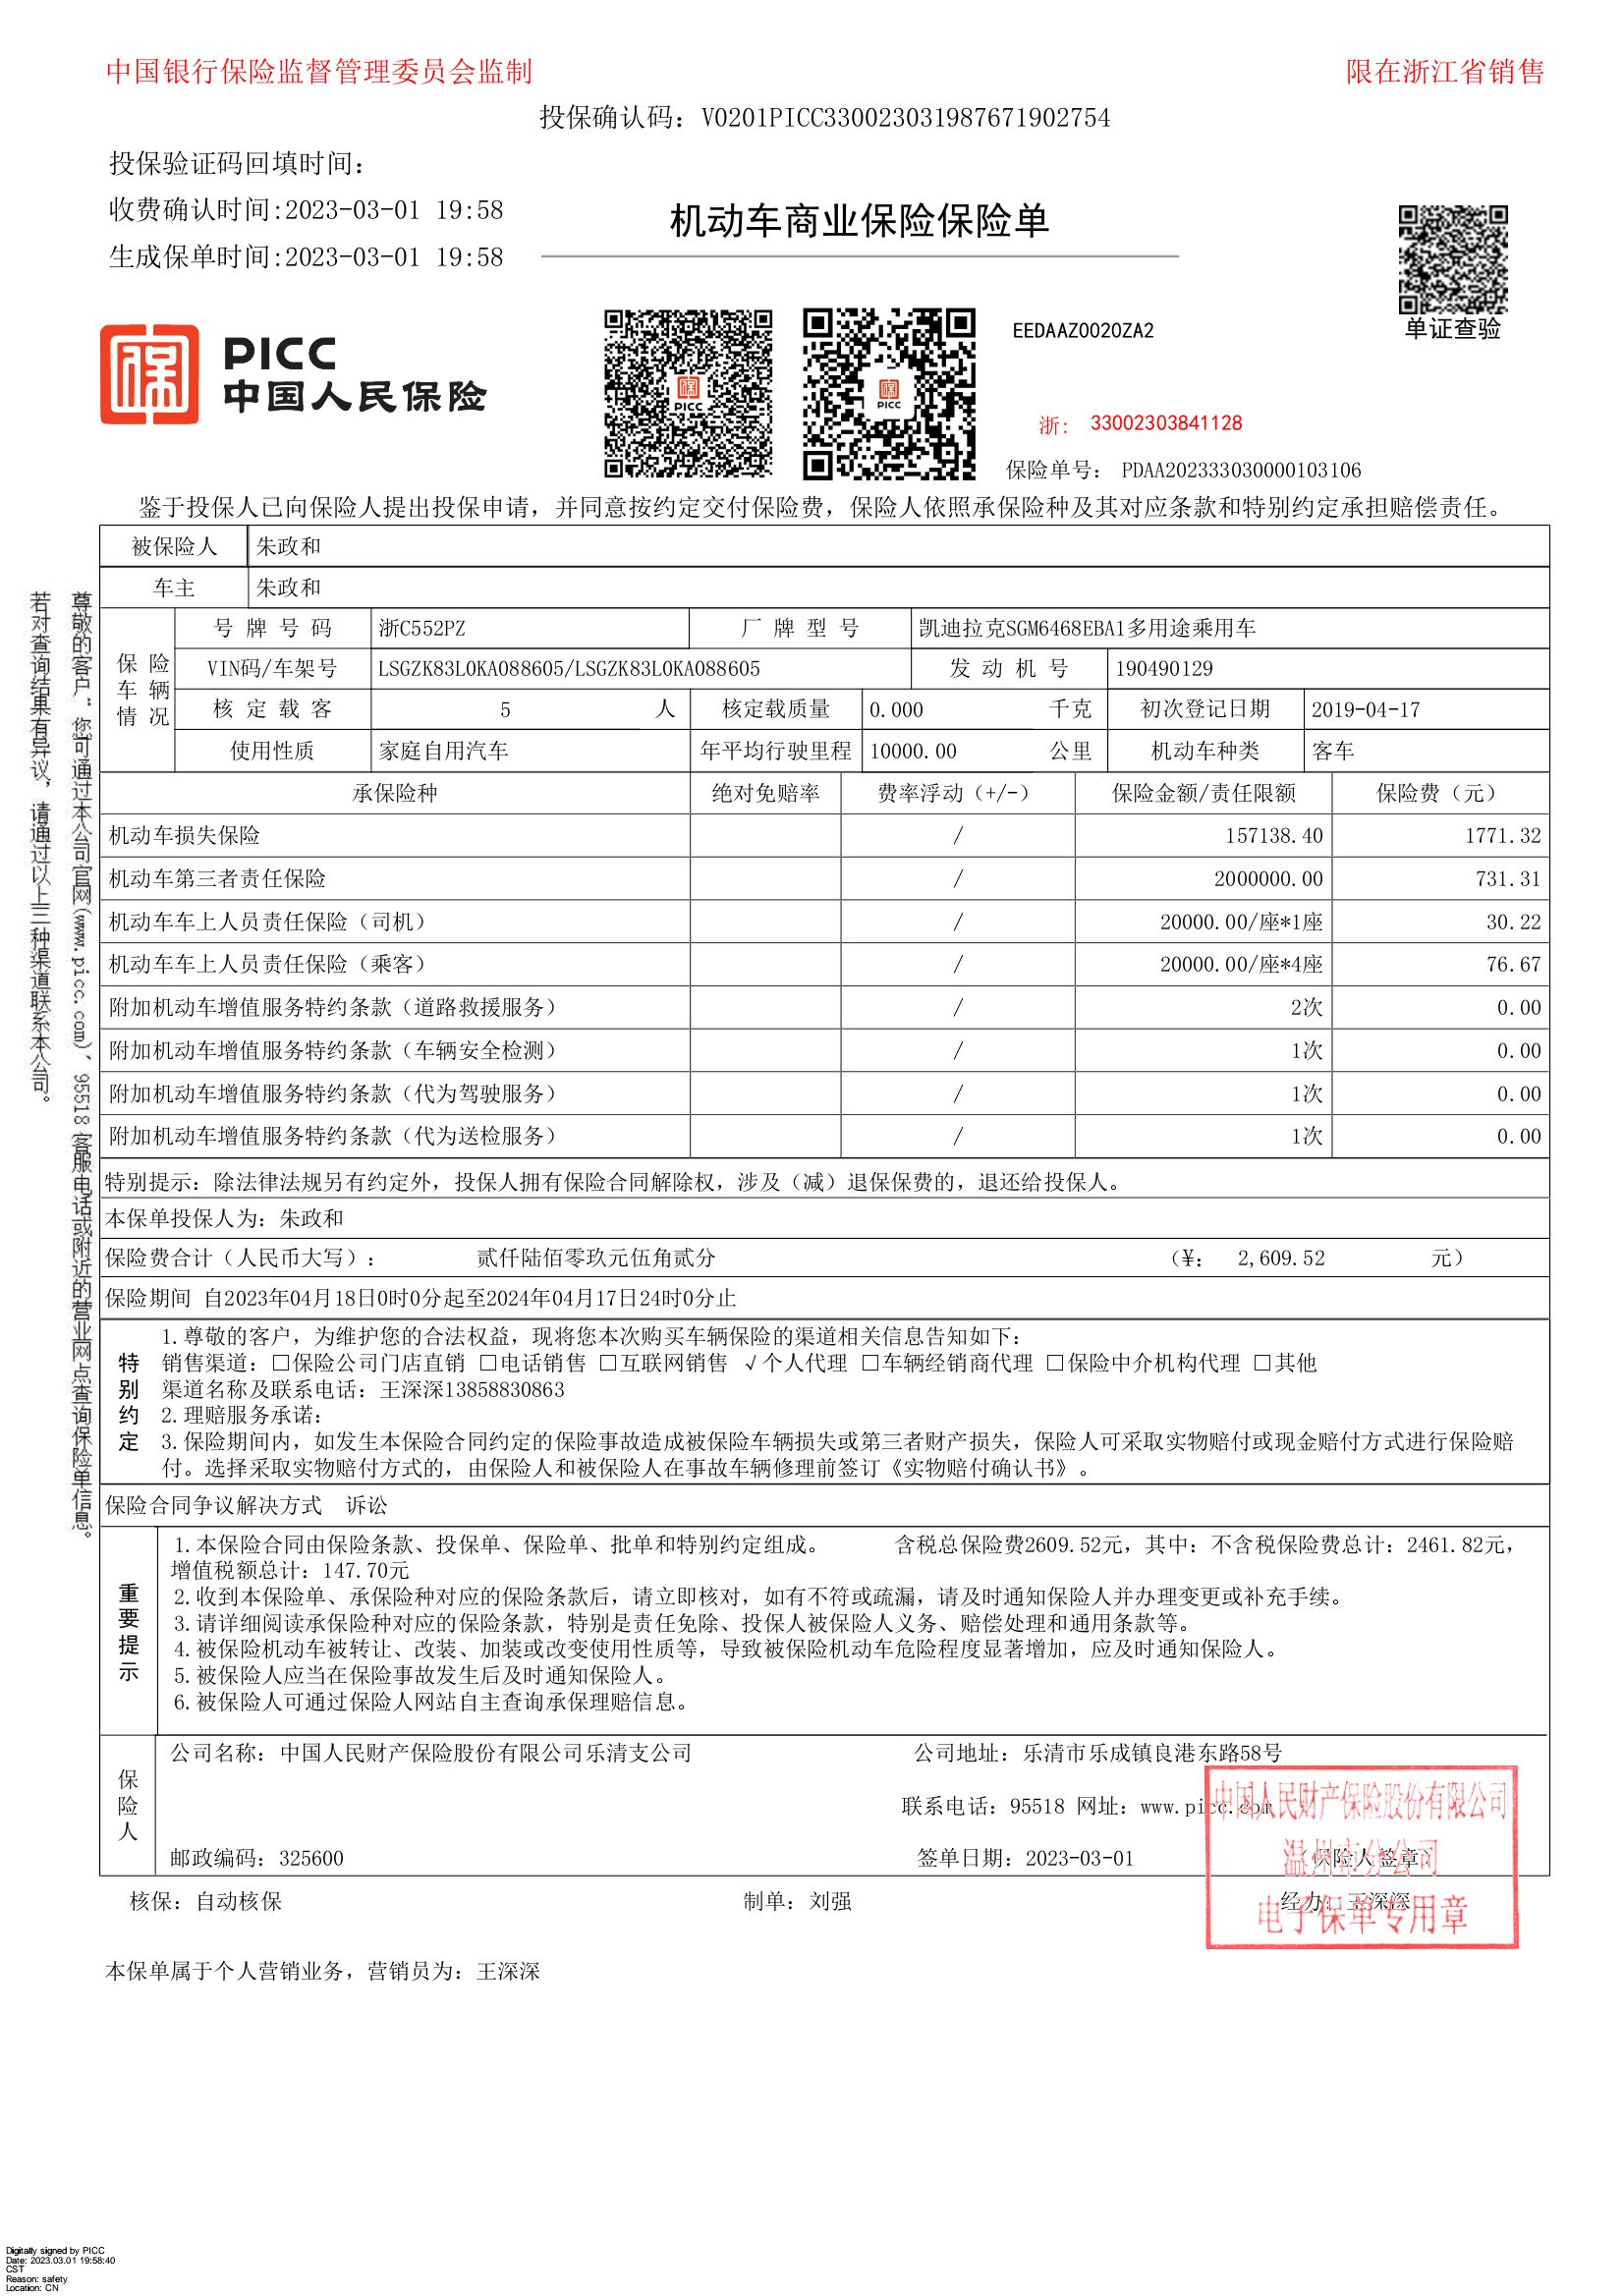 中国银行保险监督管理委员会监制
限在浙江省销售
投保确认码：V0201PICC330023031987671902754
投保验证码回填时间：
收费确认时间:2023-03-01 19:58
生成保单时间:2023-03-01 19:58
机动车商业保险保险单
单证查验
PICC
中国人民保险
PICC
PICC
EEDAAZ0020ZA2
浙： 33002303841128
保险单号： PDAA202333030000103106
鉴于投保人已向保险人提出投保申请，并同意按约定交付保险费，保险人依照承保险种及其对应条款和特别约定承担赔偿责任。
尊敬的客户：您可通过本公司官网(www.picc.com)、95518客服电话或附近的营业网点查询保险单信息。
若对查询结果有异议，请通过以上三种渠道联系本公司。
被保险人 朱政和
车主 朱政和
保险车辆情况
号牌号码 浙C552PZ 厂牌型号 凯迪拉克SGM6468EBA1多用途乘用车
VIN码/车架号 LSGZK83L0KA088605/LSGZK83L0KA088605 发动机号 190490129
核定载客 5 人 核定载质量 0.000 千克 初次登记日期 2019-04-17
使用性质 家庭自用汽车 年平均行驶里程 10000.00 公里 机动车种类 客车
承保险种 绝对免赔率 费率浮动（+/-） 保险金额/责任限额 保险费（元）
机动车损失保险 / 157138.40 1771.32
机动车第三者责任保险 / 2000000.00 731.31
机动车车上人员责任保险（司机） / 20000.00/座*1座 30.22
机动车车上人员责任保险（乘客） / 20000.00/座*4座 76.67
附加机动车增值服务特约条款（道路救援服务） / 2次 0.00
附加机动车增值服务特约条款（车辆安全检测） / 1次 0.00
附加机动车增值服务特约条款（代为驾驶服务） / 1次 0.00
附加机动车增值服务特约条款（代为送检服务） / 1次 0.00
特别提示：除法律法规另有约定外，投保人拥有保险合同解除权，涉及（减）退保保费的，退还给投保人。
本保单投保人为：朱政和
保险费合计（人民币大写）： 贰仟陆佰零玖元伍角贰分 （¥： 2,609.52 元）
保险期间 自2023年04月18日0时0分起至2024年04月17日24时0分止
特别约定
1.尊敬的客户，为维护您的合法权益，现将您本次购买车辆保险的渠道相关信息告知如下：
销售渠道：□保险公司门店直销 □电话销售 □互联网销售 √个人代理 □车辆经销商代理 □保险中介机构代理 □其他
渠道名称及联系电话：王深深13858830863
2.理赔服务承诺：
3.保险期间内，如发生本保险合同约定的保险事故造成被保险车辆损失或第三者财产损失，保险人可采取实物赔付或现金赔付方式进行保险赔
付。选择采取实物赔付方式的，由保险人和被保险人在事故车辆修理前签订《实物赔付确认书》。
保险合同争议解决方式 诉讼
重要提示
1.本保险合同由保险条款、投保单、保险单、批单和特别约定组成。 含税总保险费2609.52元，其中：不含税保险费总计：2461.82元，
增值税额总计：147.70元
2.收到本保险单、承保险种对应的保险条款后，请立即核对，如有不符或疏漏，请及时通知保险人并办理变更或补充手续。
3.请详细阅读承保险种对应的保险条款，特别是责任免除、投保人被保险人义务、赔偿处理和通用条款等。
4.被保险机动车被转让、改装、加装或改变使用性质等，导致被保险机动车危险程度显著增加，应及时通知保险人。
5.被保险人应当在保险事故发生后及时通知保险人。
6.被保险人可通过保险人网站自主查询承保理赔信息。
保险人
公司名称：中国人民财产保险股份有限公司乐清支公司 公司地址：乐清市乐成镇良港东路58号
联系电话：95518 网址：www.picc.com
邮政编码：325600 签单日期：2023-03-01 （保险人签章）
中国人民财产保险股份有限公司
温州市分公司
电子保单专用章
核保：自动核保 制单：刘强 经办：王深深
本保单属于个人营销业务，营销员为：王深深
Digitally signed by PICC
Date: 2023.03.01 19:58:40
CST
Reason: safety
Location: CN